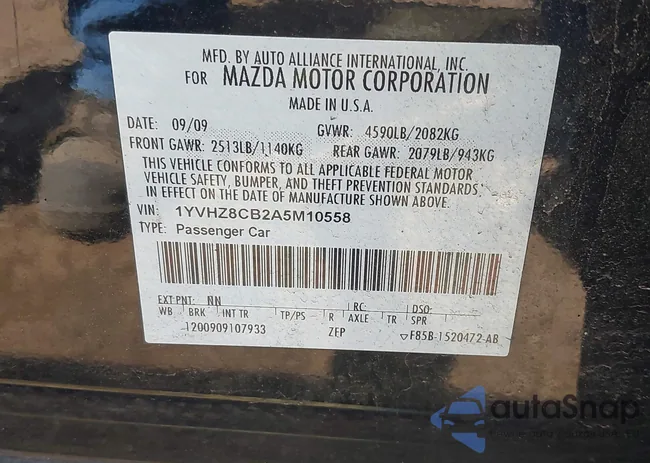 MFD. BY AUTO ALLIANCE INTERNATIONAL, INC.
FOR MAZDA MOTOR CORPORATION
MADE IN U.S.A.
DATE: 09/09 GVWR: 4590LB/2082KG
FRONT GAWR: 2513LB/1140KG REAR GAWR: 2079LB/943KG
THIS VEHICLE CONFORMS TO ALL APPLICABLE FEDERAL MOTOR
VEHICLE SAFETY, BUMPER, AND THEFT PREVENTION STANDARDS
IN EFFECT ON THE DATE OF MANUFACTURE SHOWN ABOVE.
VIN: 1YVHZ8CB2A5M10558
TYPE: Passenger Car
EXT PNT: NN RC: DSO:
WB BRK INT TR TP/PS R AXLE TR SPR
1200909107933 ZEP ▽F85B-1520472-AB
autoSnap